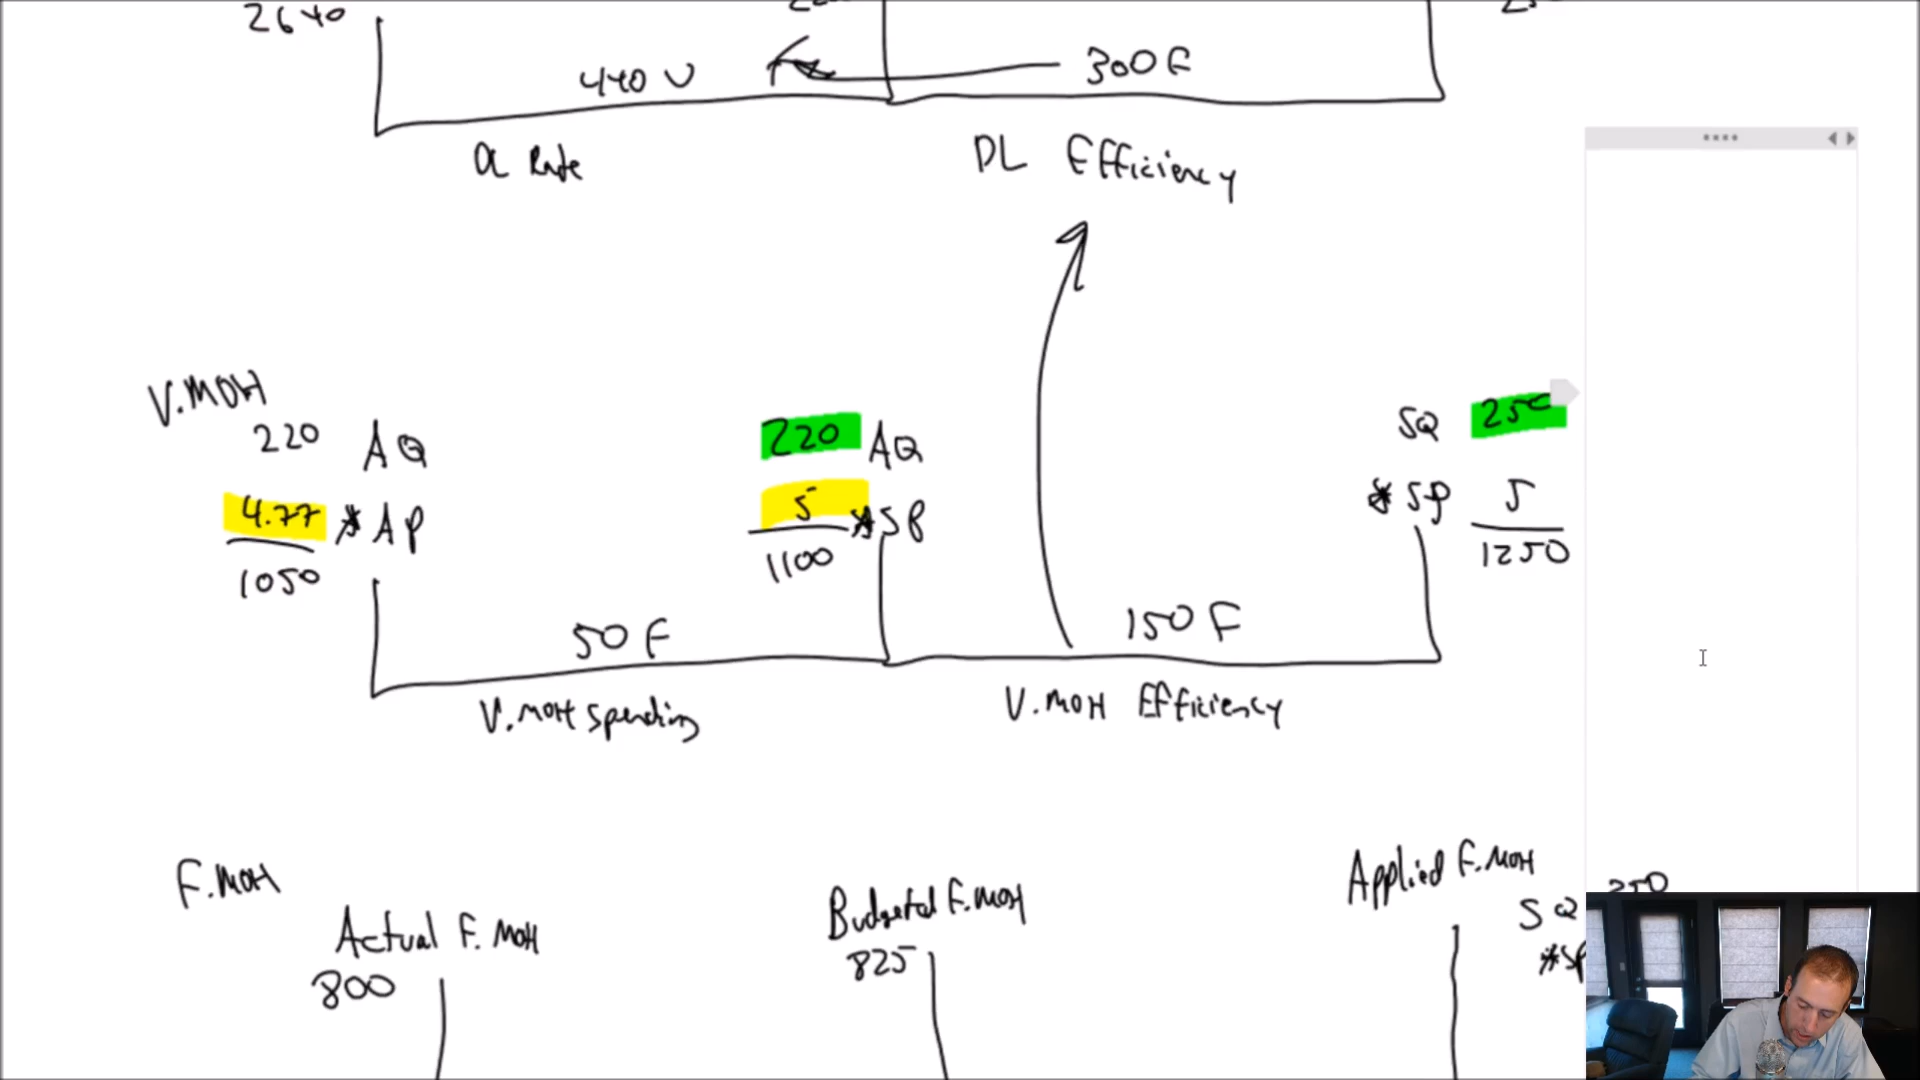 2640
440 U
300 F
DL Rate
DL Efficiency
V.MOH
220 AQ
220 AQ
SQ 250
4.77 * AP
5 * SP
* SP 5
1050
1100
1250
50 F
150 F
V.MOH Spending
V.MOH Efficiency
F.MOH
Actual F.MOH
800
Budgeted F.MOH
825
Applied F.MOH
250
SQ
*SP